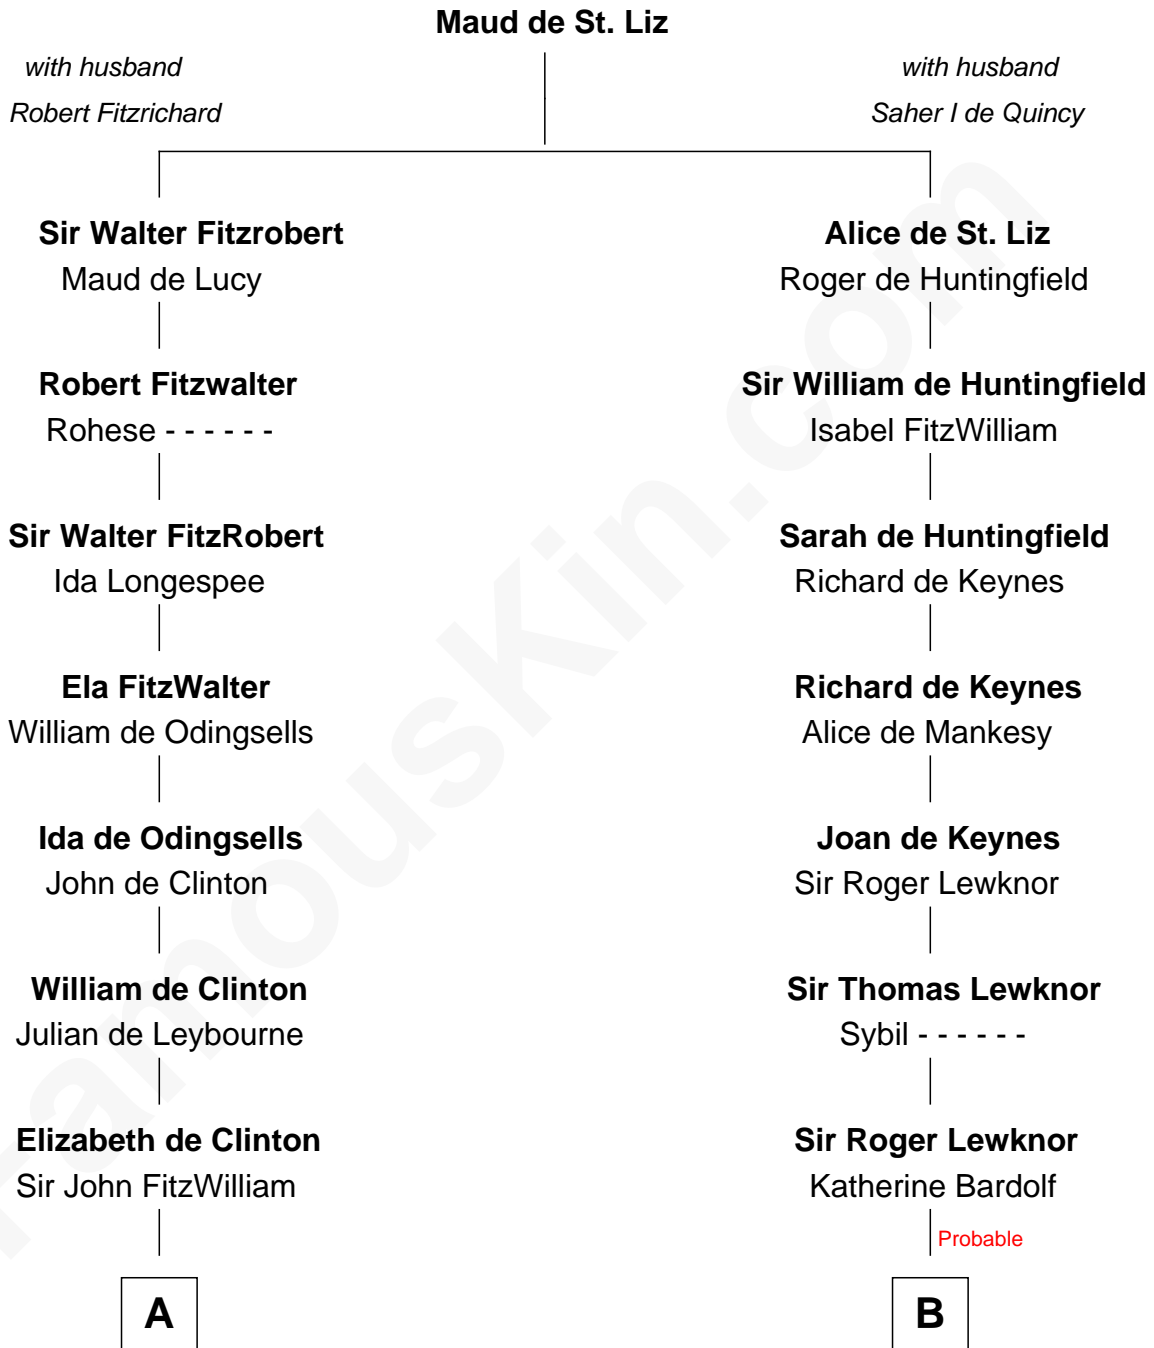 Maud de St. Liz
with husband
Robert Fitzrichard
with husband
Saher I de Quincy
Sir Walter Fitzrobert
Maud de Lucy
Alice de St. Liz
Roger de Huntingfield
Robert Fitzwalter
Rohese - - - - - -
Sir William de Huntingfield
Isabel FitzWilliam
Sir Walter FitzRobert
Ida Longespee
Sarah de Huntingfield
Richard de Keynes
Ela FitzWalter
William de Odingsells
Richard de Keynes
Alice de Mankesy
Ida de Odingsells
John de Clinton
Joan de Keynes
Sir Roger Lewknor
William de Clinton
Julian de Leybourne
Sir Thomas Lewknor
Sybil - - - - - -
Elizabeth de Clinton
Sir John FitzWilliam
Sir Roger Lewknor
Katherine Bardolf
Probable
A
B
FamousKin.com